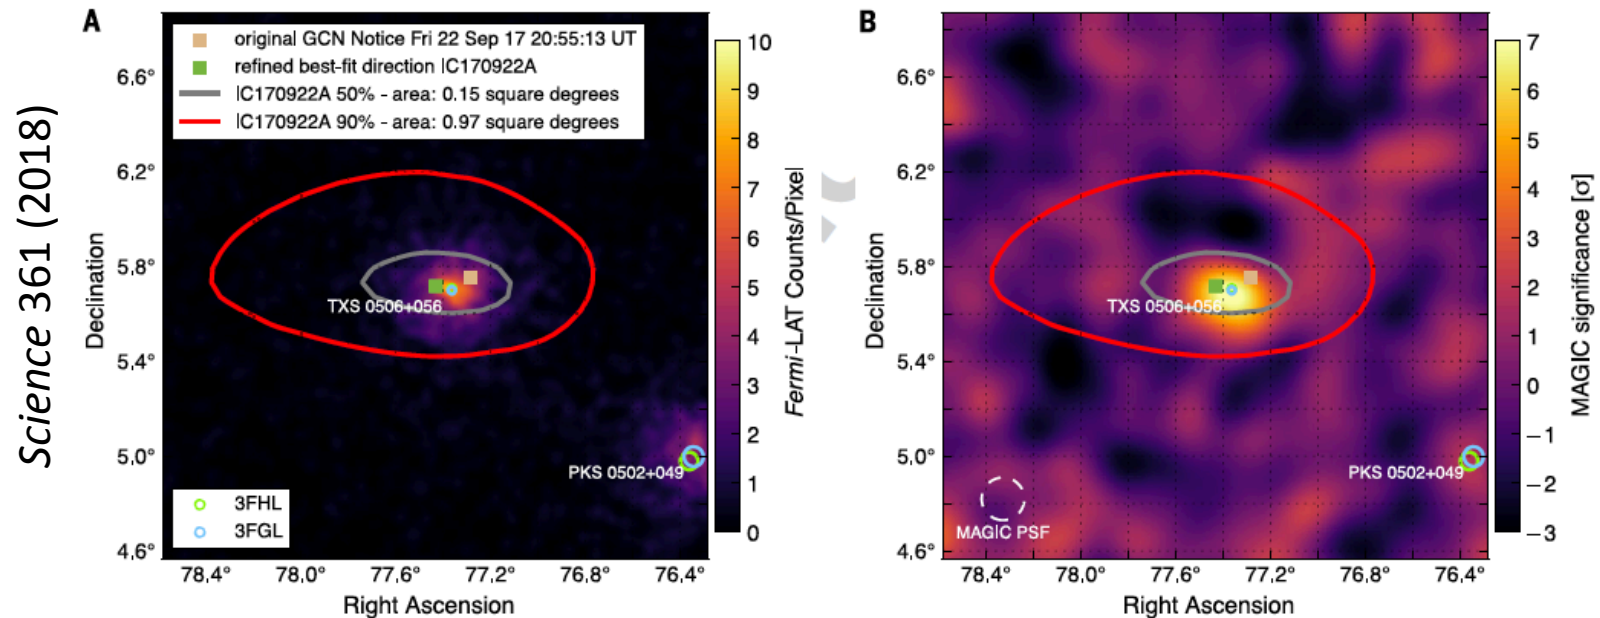 Science 361 (2018)
A
original GCN Notice Fri 22 Sep 17 20:55:13 UT
refined best-fit direction IC170922A
IC170922A 50% - area: 0.15 square degrees
IC170922A 90% - area: 0.97 square degrees
6.6°
6.2°
5.8°
5.4°
5.0°
4.6°
Declination
TXS 0506+056
PKS 0502+049
3FHL
3FGL
78.4°
78.0°
77.6°
77.2°
76.8°
76.4°
Right Ascension
10
9
8
7
6
5
4
3
2
1
0
Fermi-LAT Counts/Pixel
B
6.6°
6.2°
5.8°
5.4°
5.0°
4.6°
Declination
TXS 0506+056
PKS 0502+049
MAGIC PSF
78.4°
78.0°
77.6°
77.2°
76.8°
76.4°
Right Ascension
7
6
5
4
3
2
1
0
−1
−2
−3
MAGIC significance [σ]